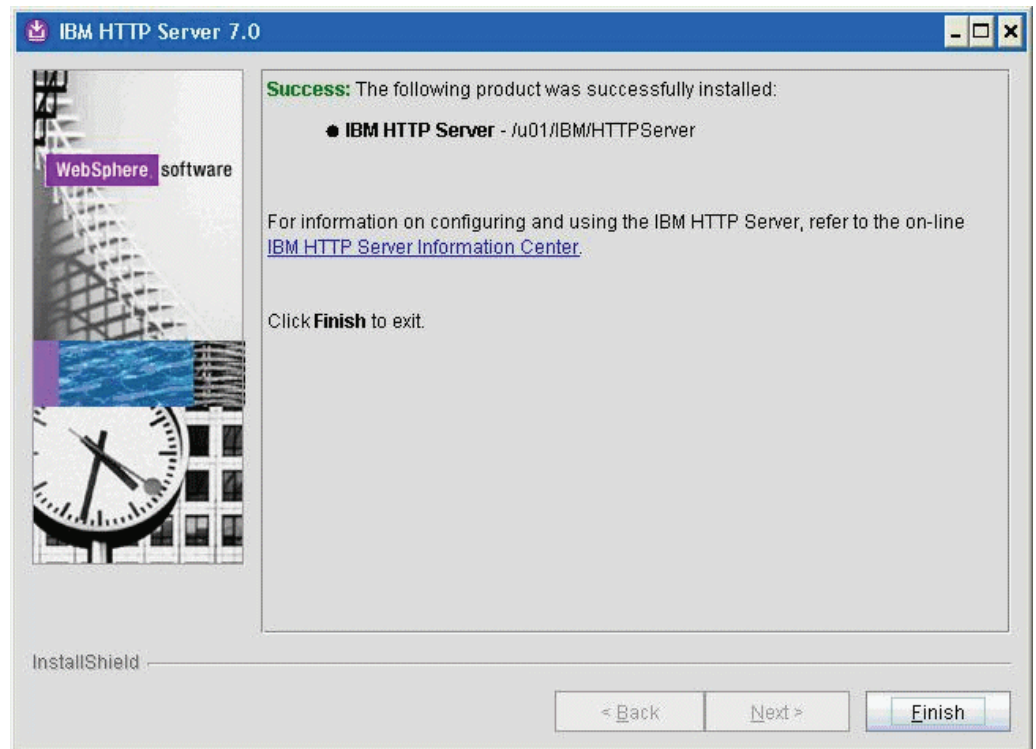 IBM HTTP Server 7.0
WebSphere software
Success: The following product was successfully installed:
● IBM HTTP Server - /u01/IBM/HTTPServer
For information on configuring and using the IBM HTTP Server, refer to the on-line
IBM HTTP Server Information Center.
Click Finish to exit.
InstallShield
< Back
Next >
Finish